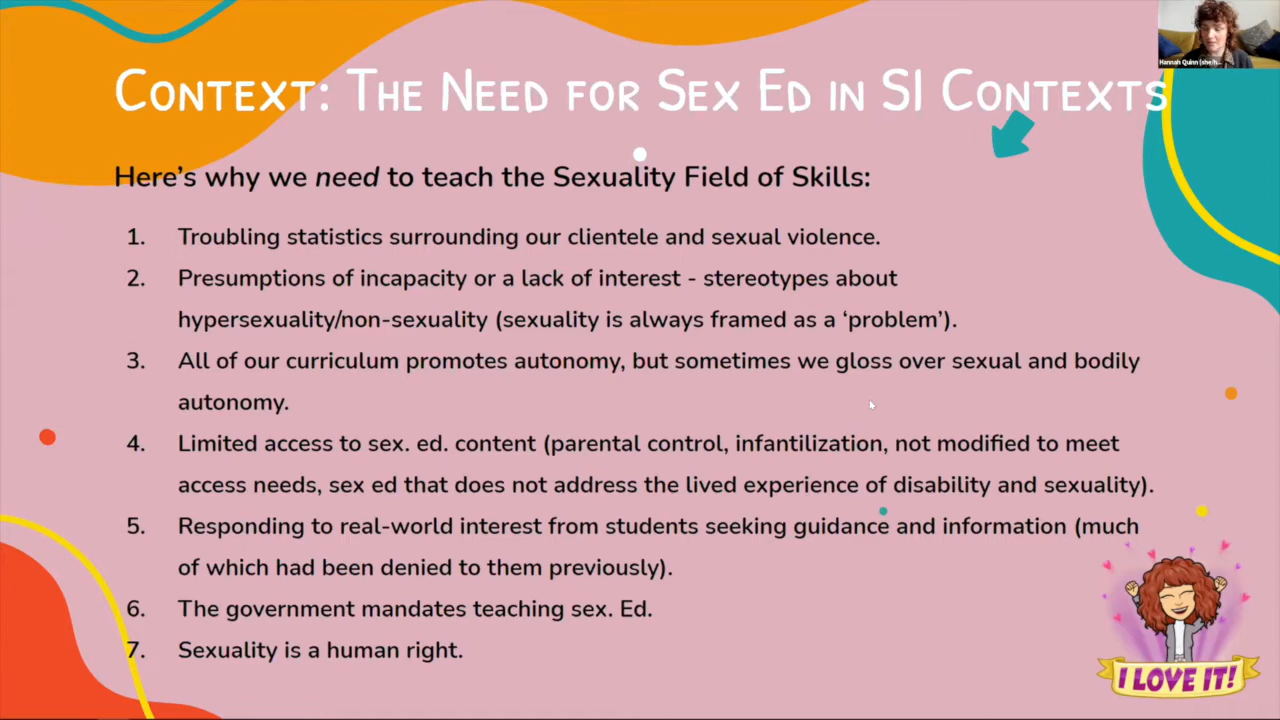 Context: The Need for Sex Ed in SI Contexts
Hannah Quinn (she/h...
Here's why we need to teach the Sexuality Field of Skills:
1. Troubling statistics surrounding our clientele and sexual violence.
2. Presumptions of incapacity or a lack of interest - stereotypes about
hypersexuality/non-sexuality (sexuality is always framed as a 'problem').
3. All of our curriculum promotes autonomy, but sometimes we gloss over sexual and bodily
autonomy.
4. Limited access to sex. ed. content (parental control, infantilization, not modified to meet
access needs, sex ed that does not address the lived experience of disability and sexuality).
5. Responding to real-world interest from students seeking guidance and information (much
of which had been denied to them previously).
6. The government mandates teaching sex. Ed.
7. Sexuality is a human right.
I LOVE IT!